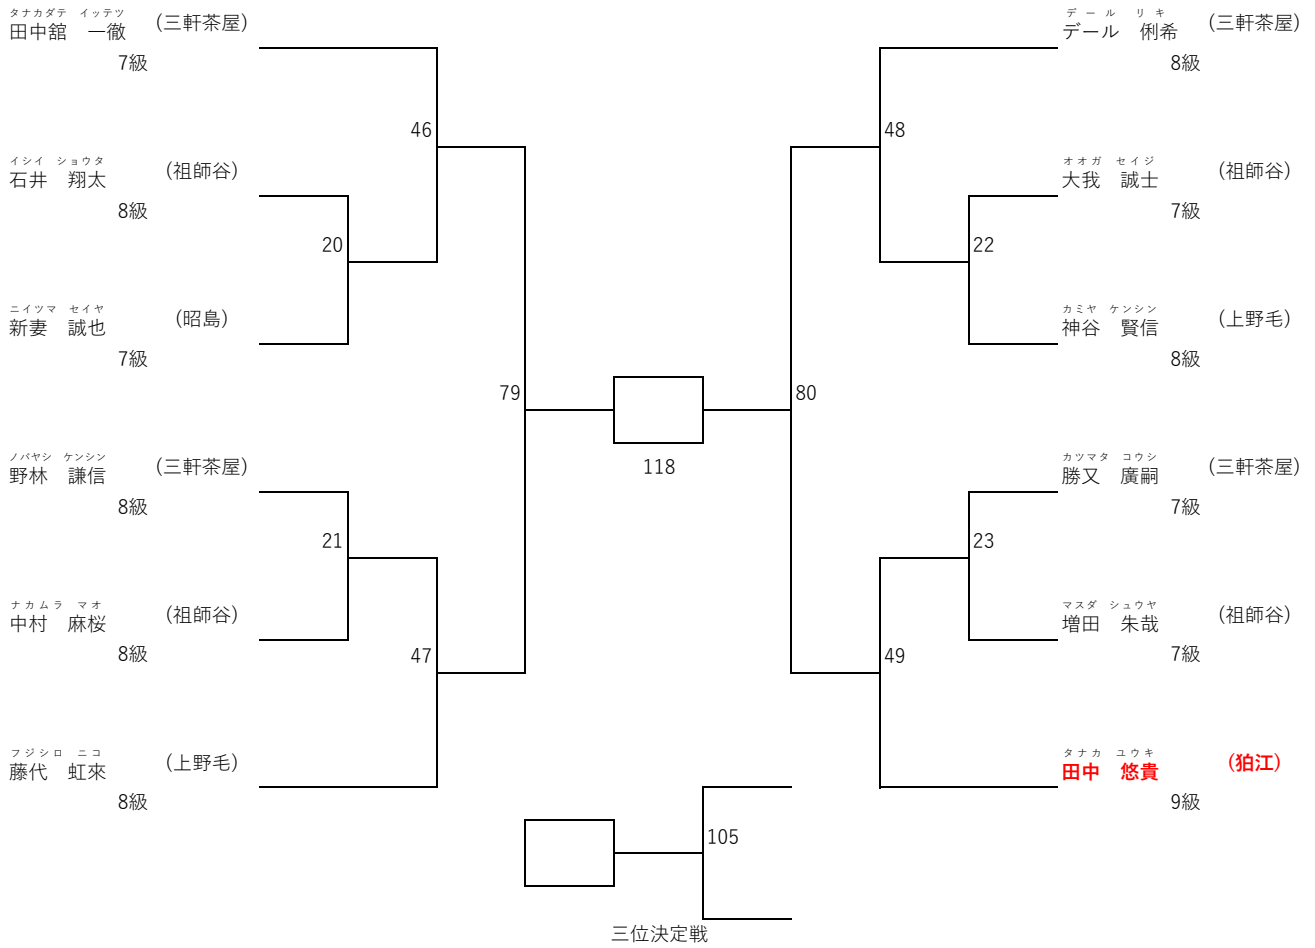 タナカダテ　イッテツ
田中舘　一徹　(三軒茶屋)
7級
46
イシイ　ショウタ
石井　翔太　(祖師谷)
8級
20
ニイツマ　セイヤ
新妻　誠也　(昭島)
7級
79
ノバヤシ　ケンシン
野林　謙信　(三軒茶屋)
8級
21
ナカムラ　マオ
中村　麻桜　(祖師谷)
8級
47
フジシロ　ニコ
藤代　虹來　(上野毛)
8級
118
デール　リキ
デール　俐希　(三軒茶屋)
8級
48
オオガ　セイジ
大我　誠士　(祖師谷)
7級
22
カミヤ　ケンシン
神谷　賢信　(上野毛)
8級
80
カツマタ　コウシ
勝又　廣嗣　(三軒茶屋)
7級
23
マスダ　シュウヤ
増田　朱哉　(祖師谷)
7級
49
タナカ　ユウキ
田中　悠貴　(狛江)
9級
105
三位決定戦